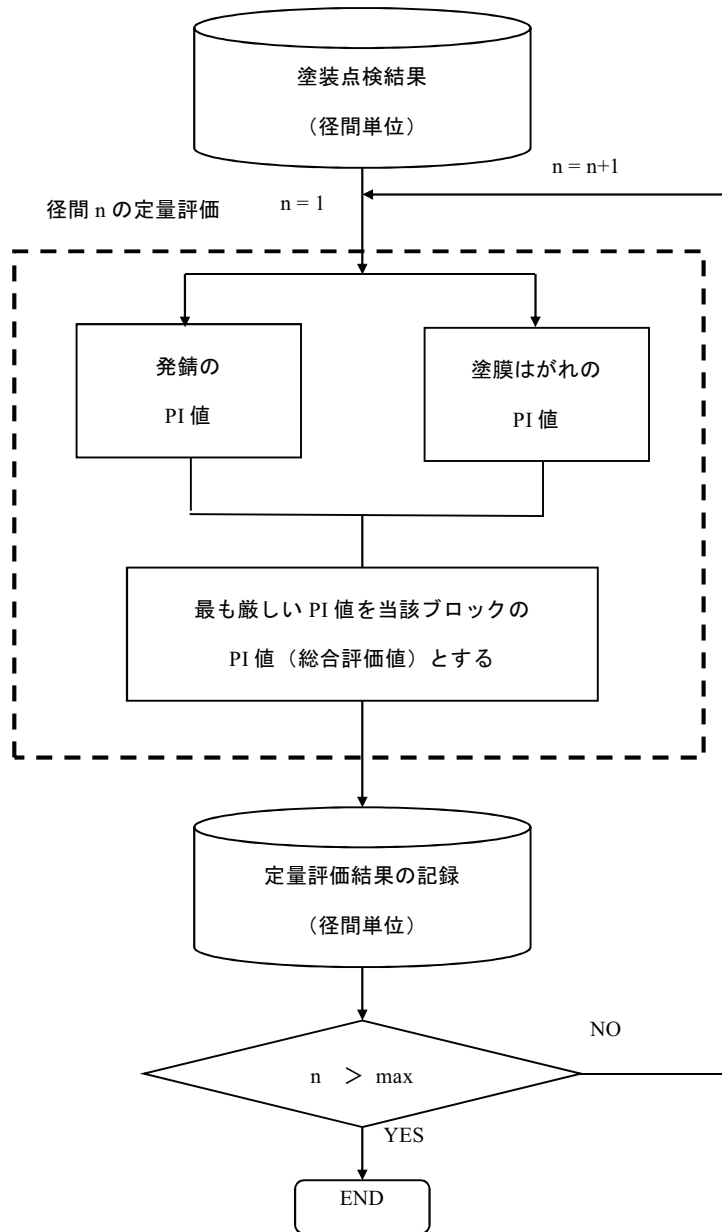 塗装点検結果
（径間単位）
n = n+1
径間 n の定量評価
n = 1
発錆の
PI 値
塗膜はがれの
PI 値
最も厳しい PI 値を当該ブロックの
PI 値（総合評価値）とする
定量評価結果の記録
（径間単位）
NO
n ＞ max
YES
END